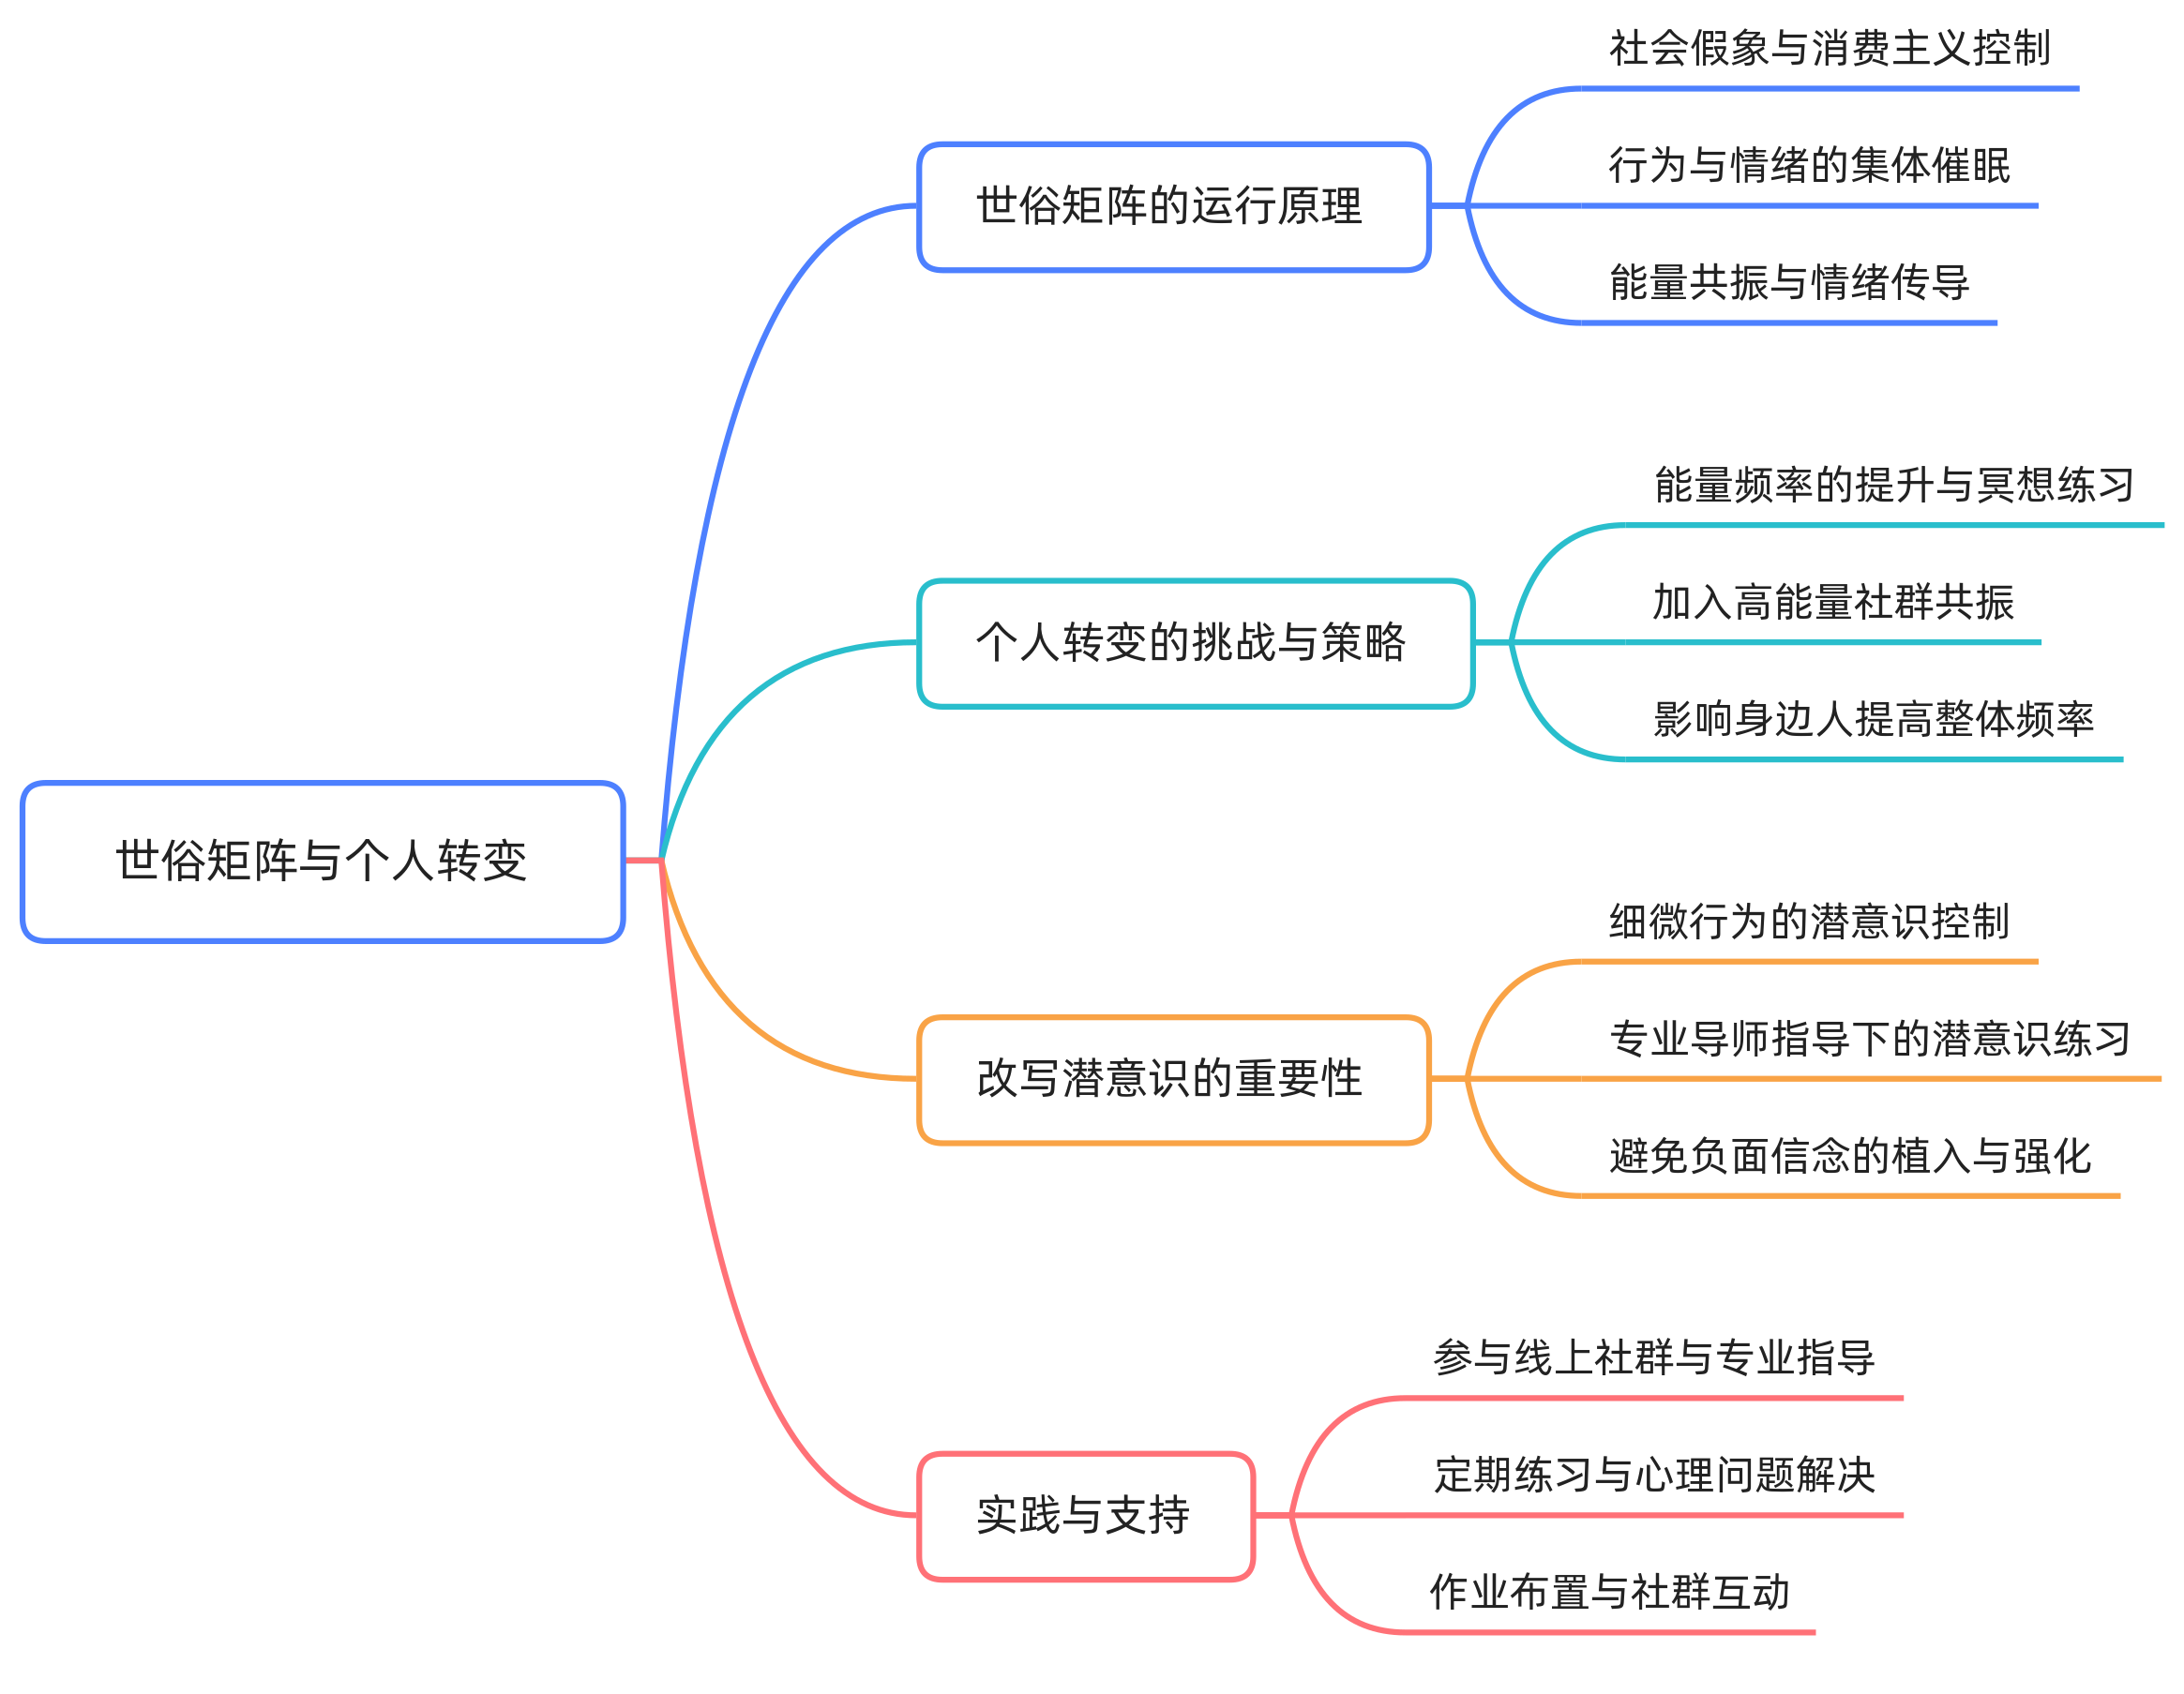 世俗矩阵与个人转变
世俗矩阵的运行原理
社会假象与消费主义控制
行为与情绪的集体催眠
能量共振与情绪传导
个人转变的挑战与策略
能量频率的提升与冥想练习
加入高能量社群共振
影响身边人提高整体频率
改写潜意识的重要性
细微行为的潜意识控制
专业导师指导下的潜意识练习
避免负面信念的植入与强化
实践与支持
参与线上社群与专业指导
定期练习与心理问题解决
作业布置与社群互动